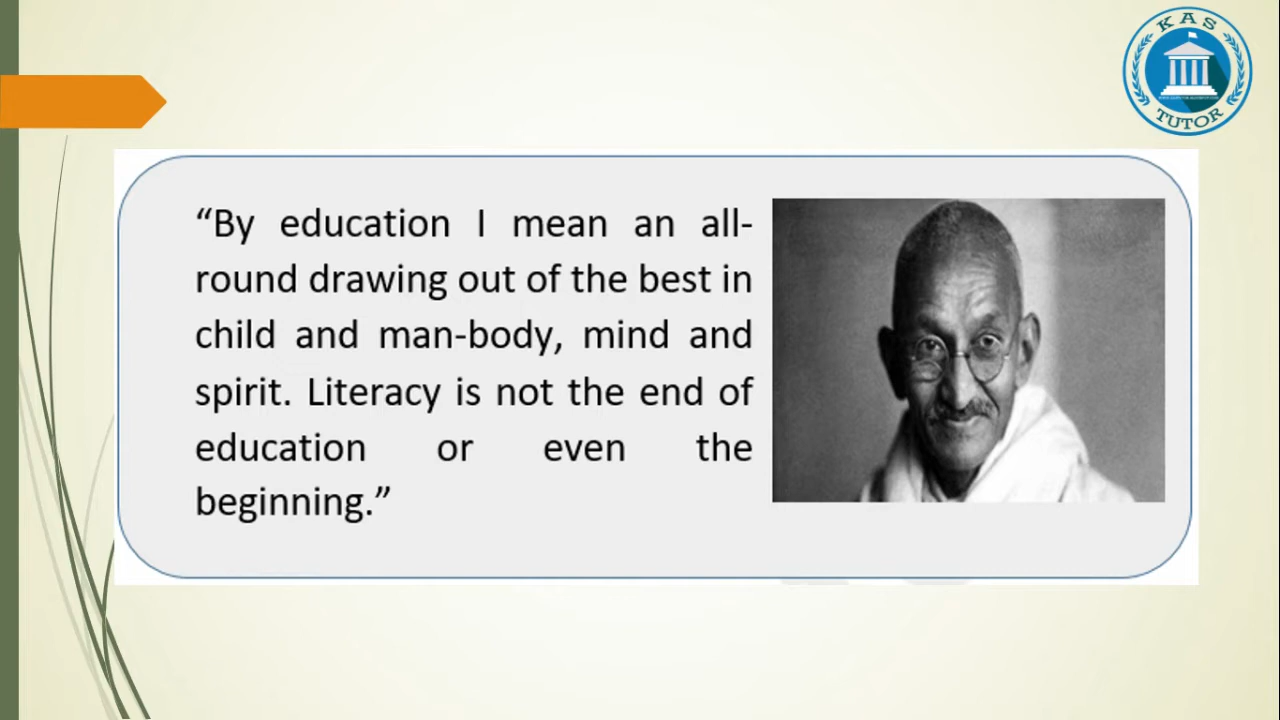 KAS
TUTOR
“By education I mean an all-
round drawing out of the best in
child and man-body, mind and
spirit. Literacy is not the end of
education or even the
beginning.”